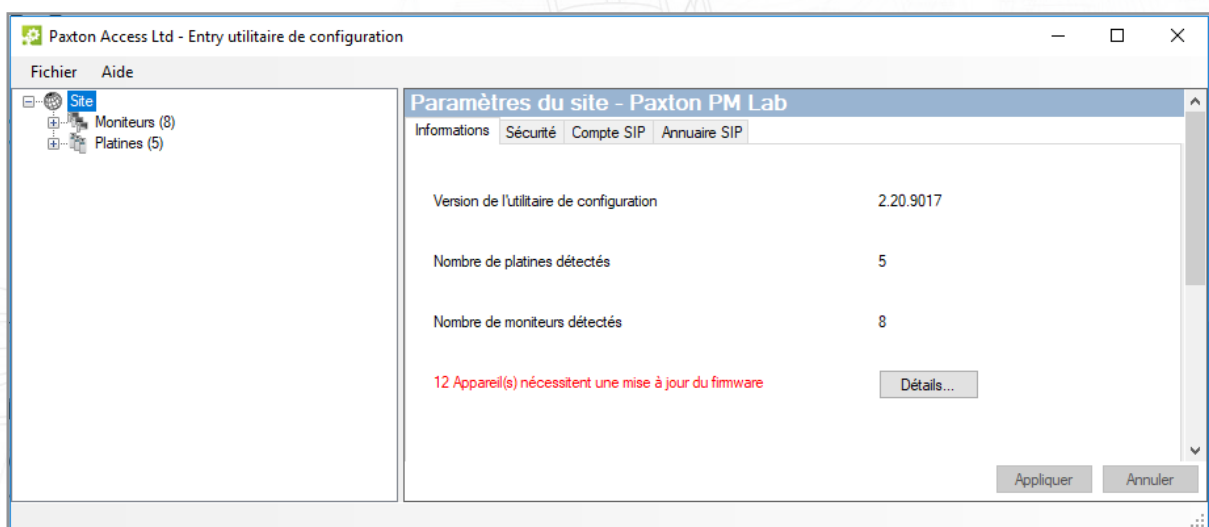 Paxton Access Ltd - Entry utilitaire de configuration
Fichier Aide
Site
Moniteurs (8)
Platines (5)
Paramètres du site - Paxton PM Lab
Informations Sécurité Compte SIP Annuaire SIP
Version de l'utilitaire de configuration 2.20.9017
Nombre de platines détectés 5
Nombre de moniteurs détectés 8
12 Appareil(s) nécessitent une mise à jour du firmware Détails...
Appliquer Annuler